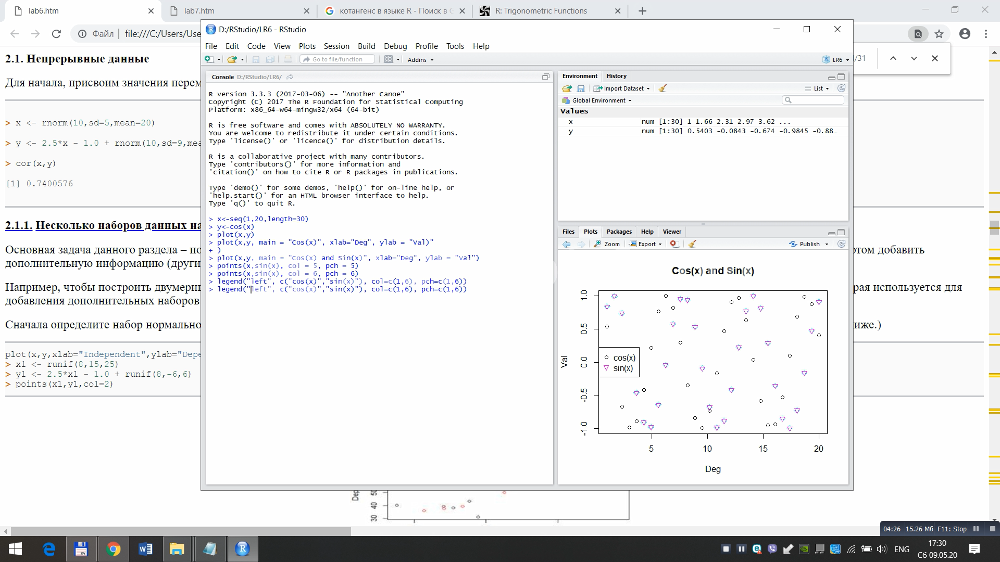 lab6.htm
lab7.htm
котангенс в языке R - Поиск в G
R: Trigonometric Functions
Файл
file:///C:/Users/Use
/31
2.1. Непрерывные данные
Для начала, присвоим значения перем
> x <- rnorm(10,sd=5,mean=20)
> y <- 2.5*x - 1.0 + rnorm(10,sd=9,mea
> cor(x,y)
[1] 0.7400576
2.1.1. Несколько наборов данных на
Основная задача данного раздела – по
том добавить
дополнительную информацию (други
Например, чтобы построить двумерн
рая используется для
добавления дополнительных наборов
Сначала определите набор нормально
иже.)
plot(x,y,xlab="Independent",ylab="Depe
> x1 <- runif(8,15,25)
> y1 <- 2.5*x1 - 1.0 + runif(8,-6,6)
> points(x1,y1,col=2)
D:/RStudio/LR6 - RStudio
File Edit Code View Plots Session Build Debug Profile Tools Help
Go to file/function
Addins
LR6
Console D:/RStudio/LR6/
R version 3.3.3 (2017-03-06) -- "Another Canoe"
Copyright (C) 2017 The R Foundation for Statistical Computing
Platform: x86_64-w64-mingw32/x64 (64-bit)
R is free software and comes with ABSOLUTELY NO WARRANTY.
You are welcome to redistribute it under certain conditions.
Type 'license()' or 'licence()' for distribution details.
R is a collaborative project with many contributors.
Type 'contributors()' for more information and
'citation()' on how to cite R or R packages in publications.
Type 'demo()' for some demos, 'help()' for on-line help, or
'help.start()' for an HTML browser interface to help.
Type 'q()' to quit R.
> x<-seq(1,20,length=30)
> y<-cos(x)
> plot(x,y)
> plot(x,y, main = "Cos(x)", xlab="Deg", ylab = "Val)"
+ )
> plot(x,y, main = "Cos(x) and Sin(x)", xlab="Deg", ylab = "Val")
> points(x,sin(x), col = 5, pch = 5)
> points(x,sin(x), col = 6, pch = 6)
> legend("left", c("cos(x)","sin(x)"), col=c(1,6), pch=c(1,6))
> legend("left", c("cos(x)","sin(x)"), col=c(1,6), pch=c(1,6))
Environment History
Import Dataset
List
Global Environment
Values
x num [1:30] 1 1.66 2.31 2.97 3.62 ...
y num [1:30] 0.5403 -0.0843 -0.674 -0.9845 -0.88…
Files Plots Packages Help Viewer
Zoom Export Publish
Cos(x) and Sin(x)
1.0
0.5
0.0
-0.5
-1.0
Val
cos(x)
sin(x)
5 10 15 20
Deg
Dep
50
40
30
04:26 15.26 Мб F11: Stop
64
ENG
17:30
Сб 09.05.20